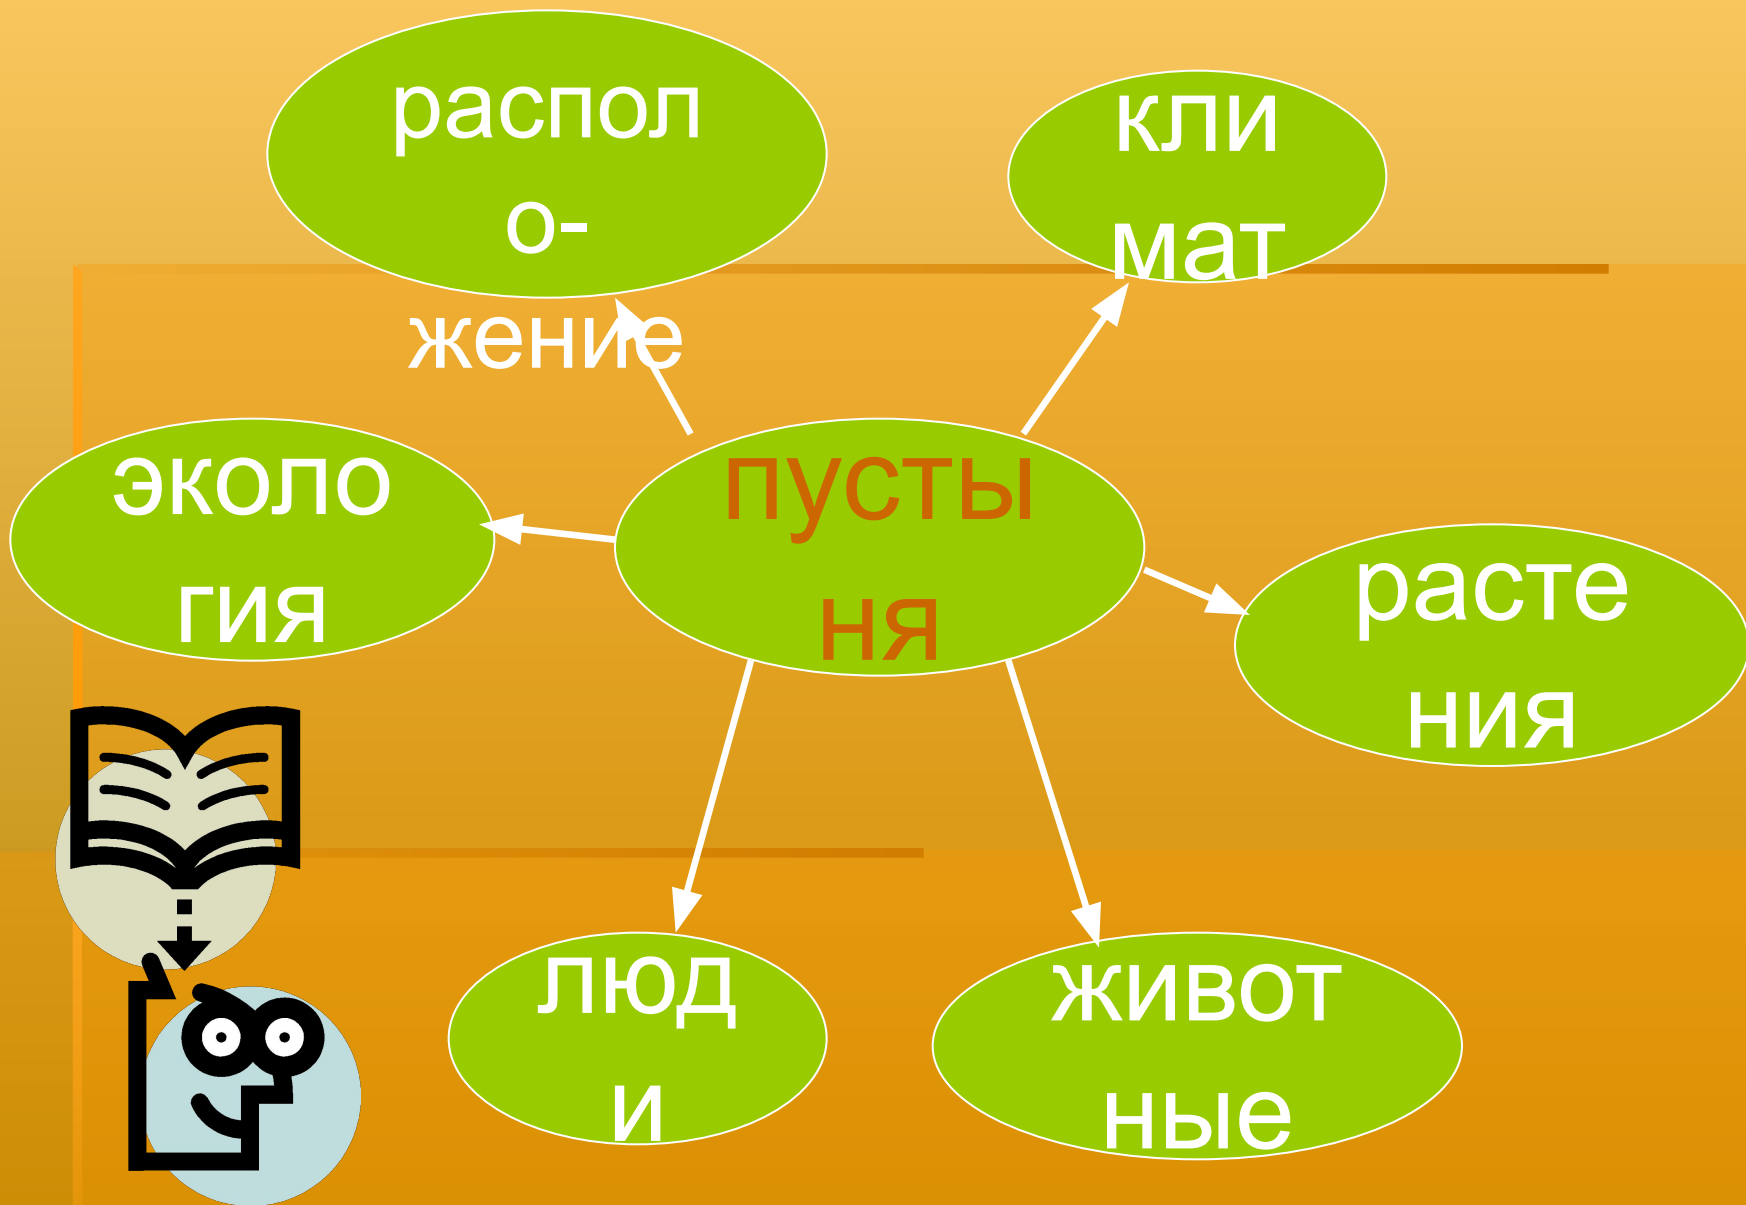 распол
о-
жение
кли
мат
эколо
гия
пусты
ня
расте
ния
люд
и
живот
ные